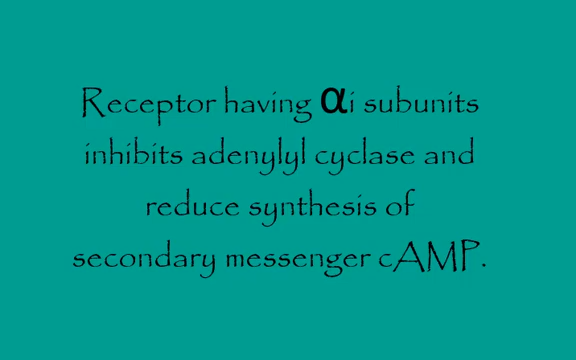 Receptor having αi subunits
inhibits adenylyl cyclase and
reduce synthesis of
secondary messenger cAMP.